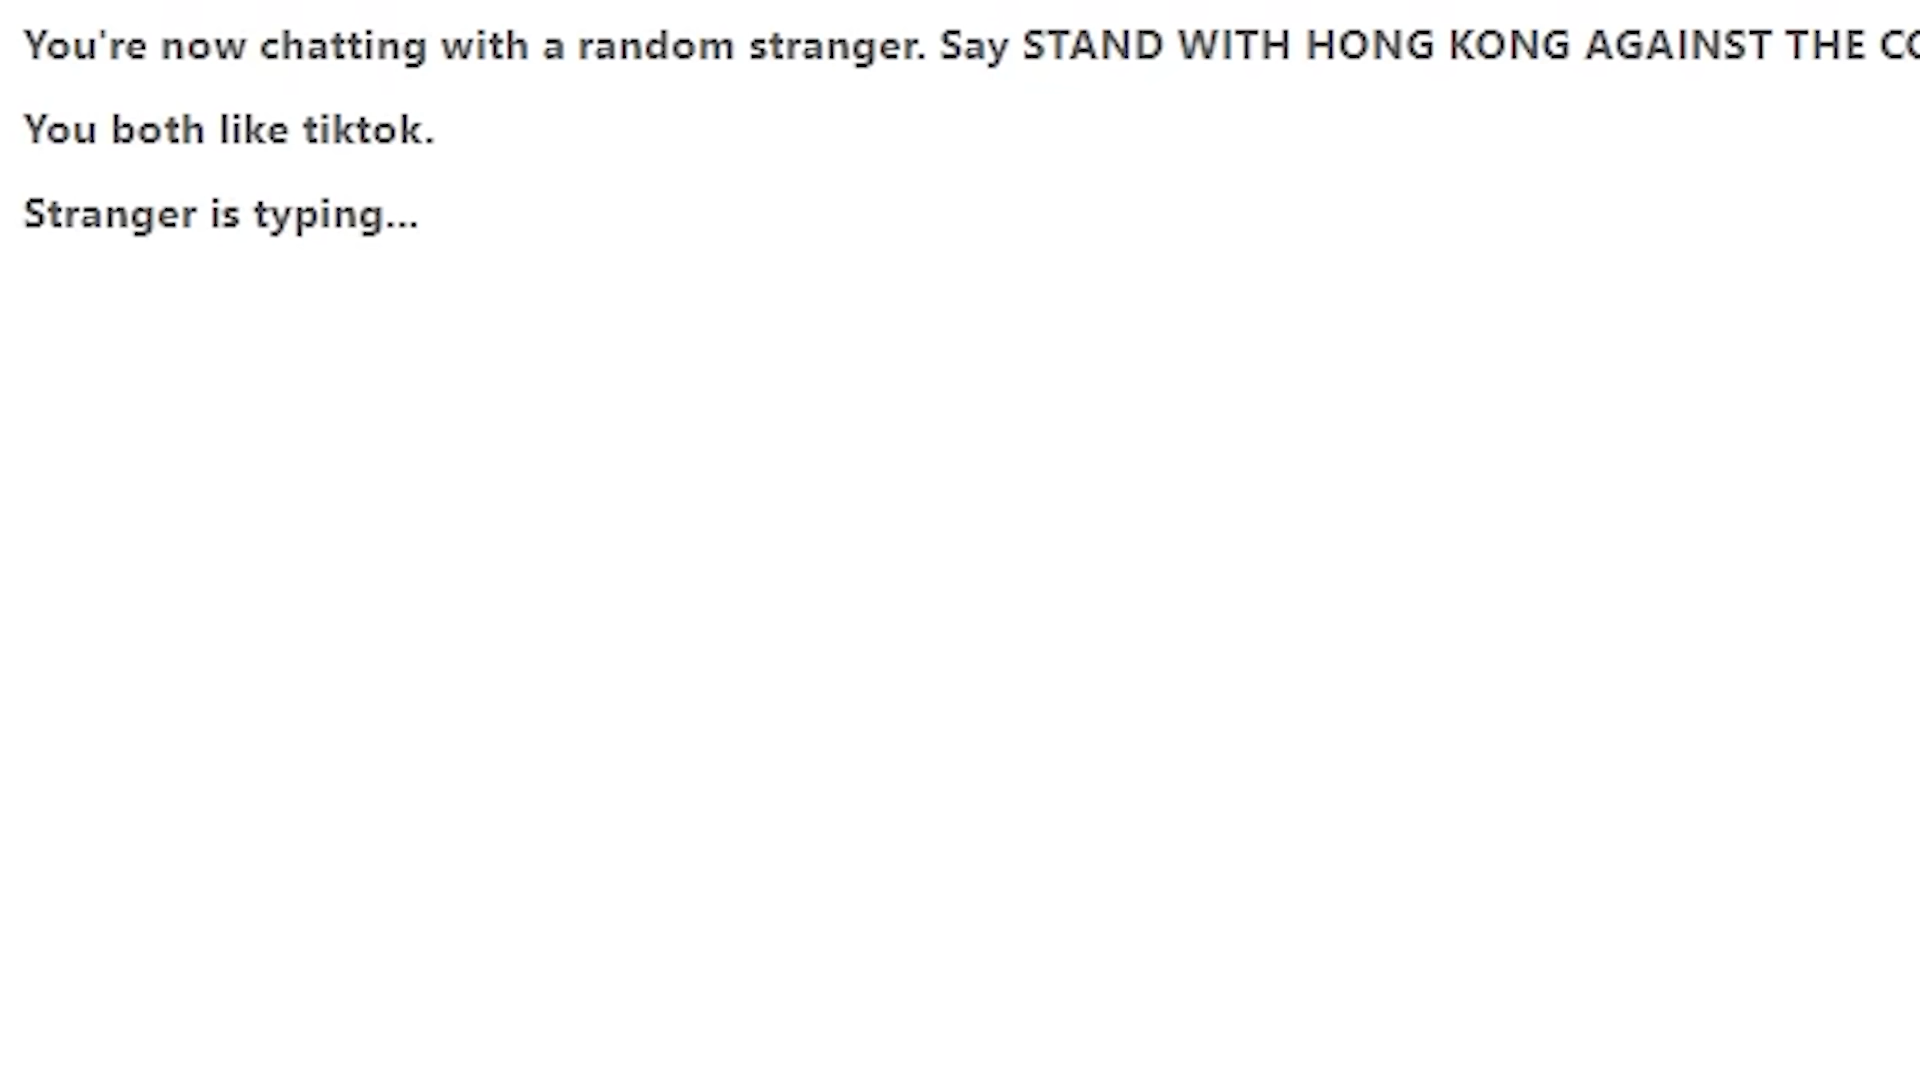 You're now chatting with a random stranger. Say STAND WITH HONG KONG AGAINST THE
You both like tiktok.
Stranger is typing...